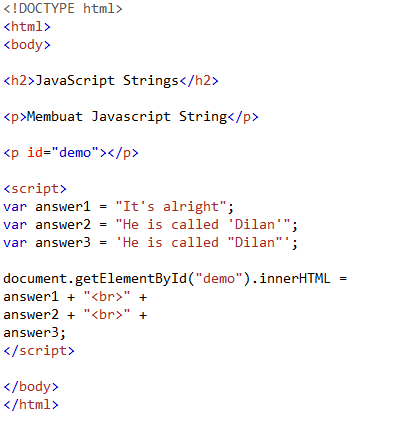 <!DOCTYPE html>
<html>
<body>
<h2>JavaScript Strings</h2>
<p>Membuat Javascript String</p>
<p id="demo"></p>
<script>
var answer1 = "It's alright";
var answer2 = "He is called 'Dilan'";
var answer3 = 'He is called "Dilan"';
document.getElementById("demo").innerHTML =
answer1 + "<br>" +
answer2 + "<br>" +
answer3;
</script>
</body>
</html>